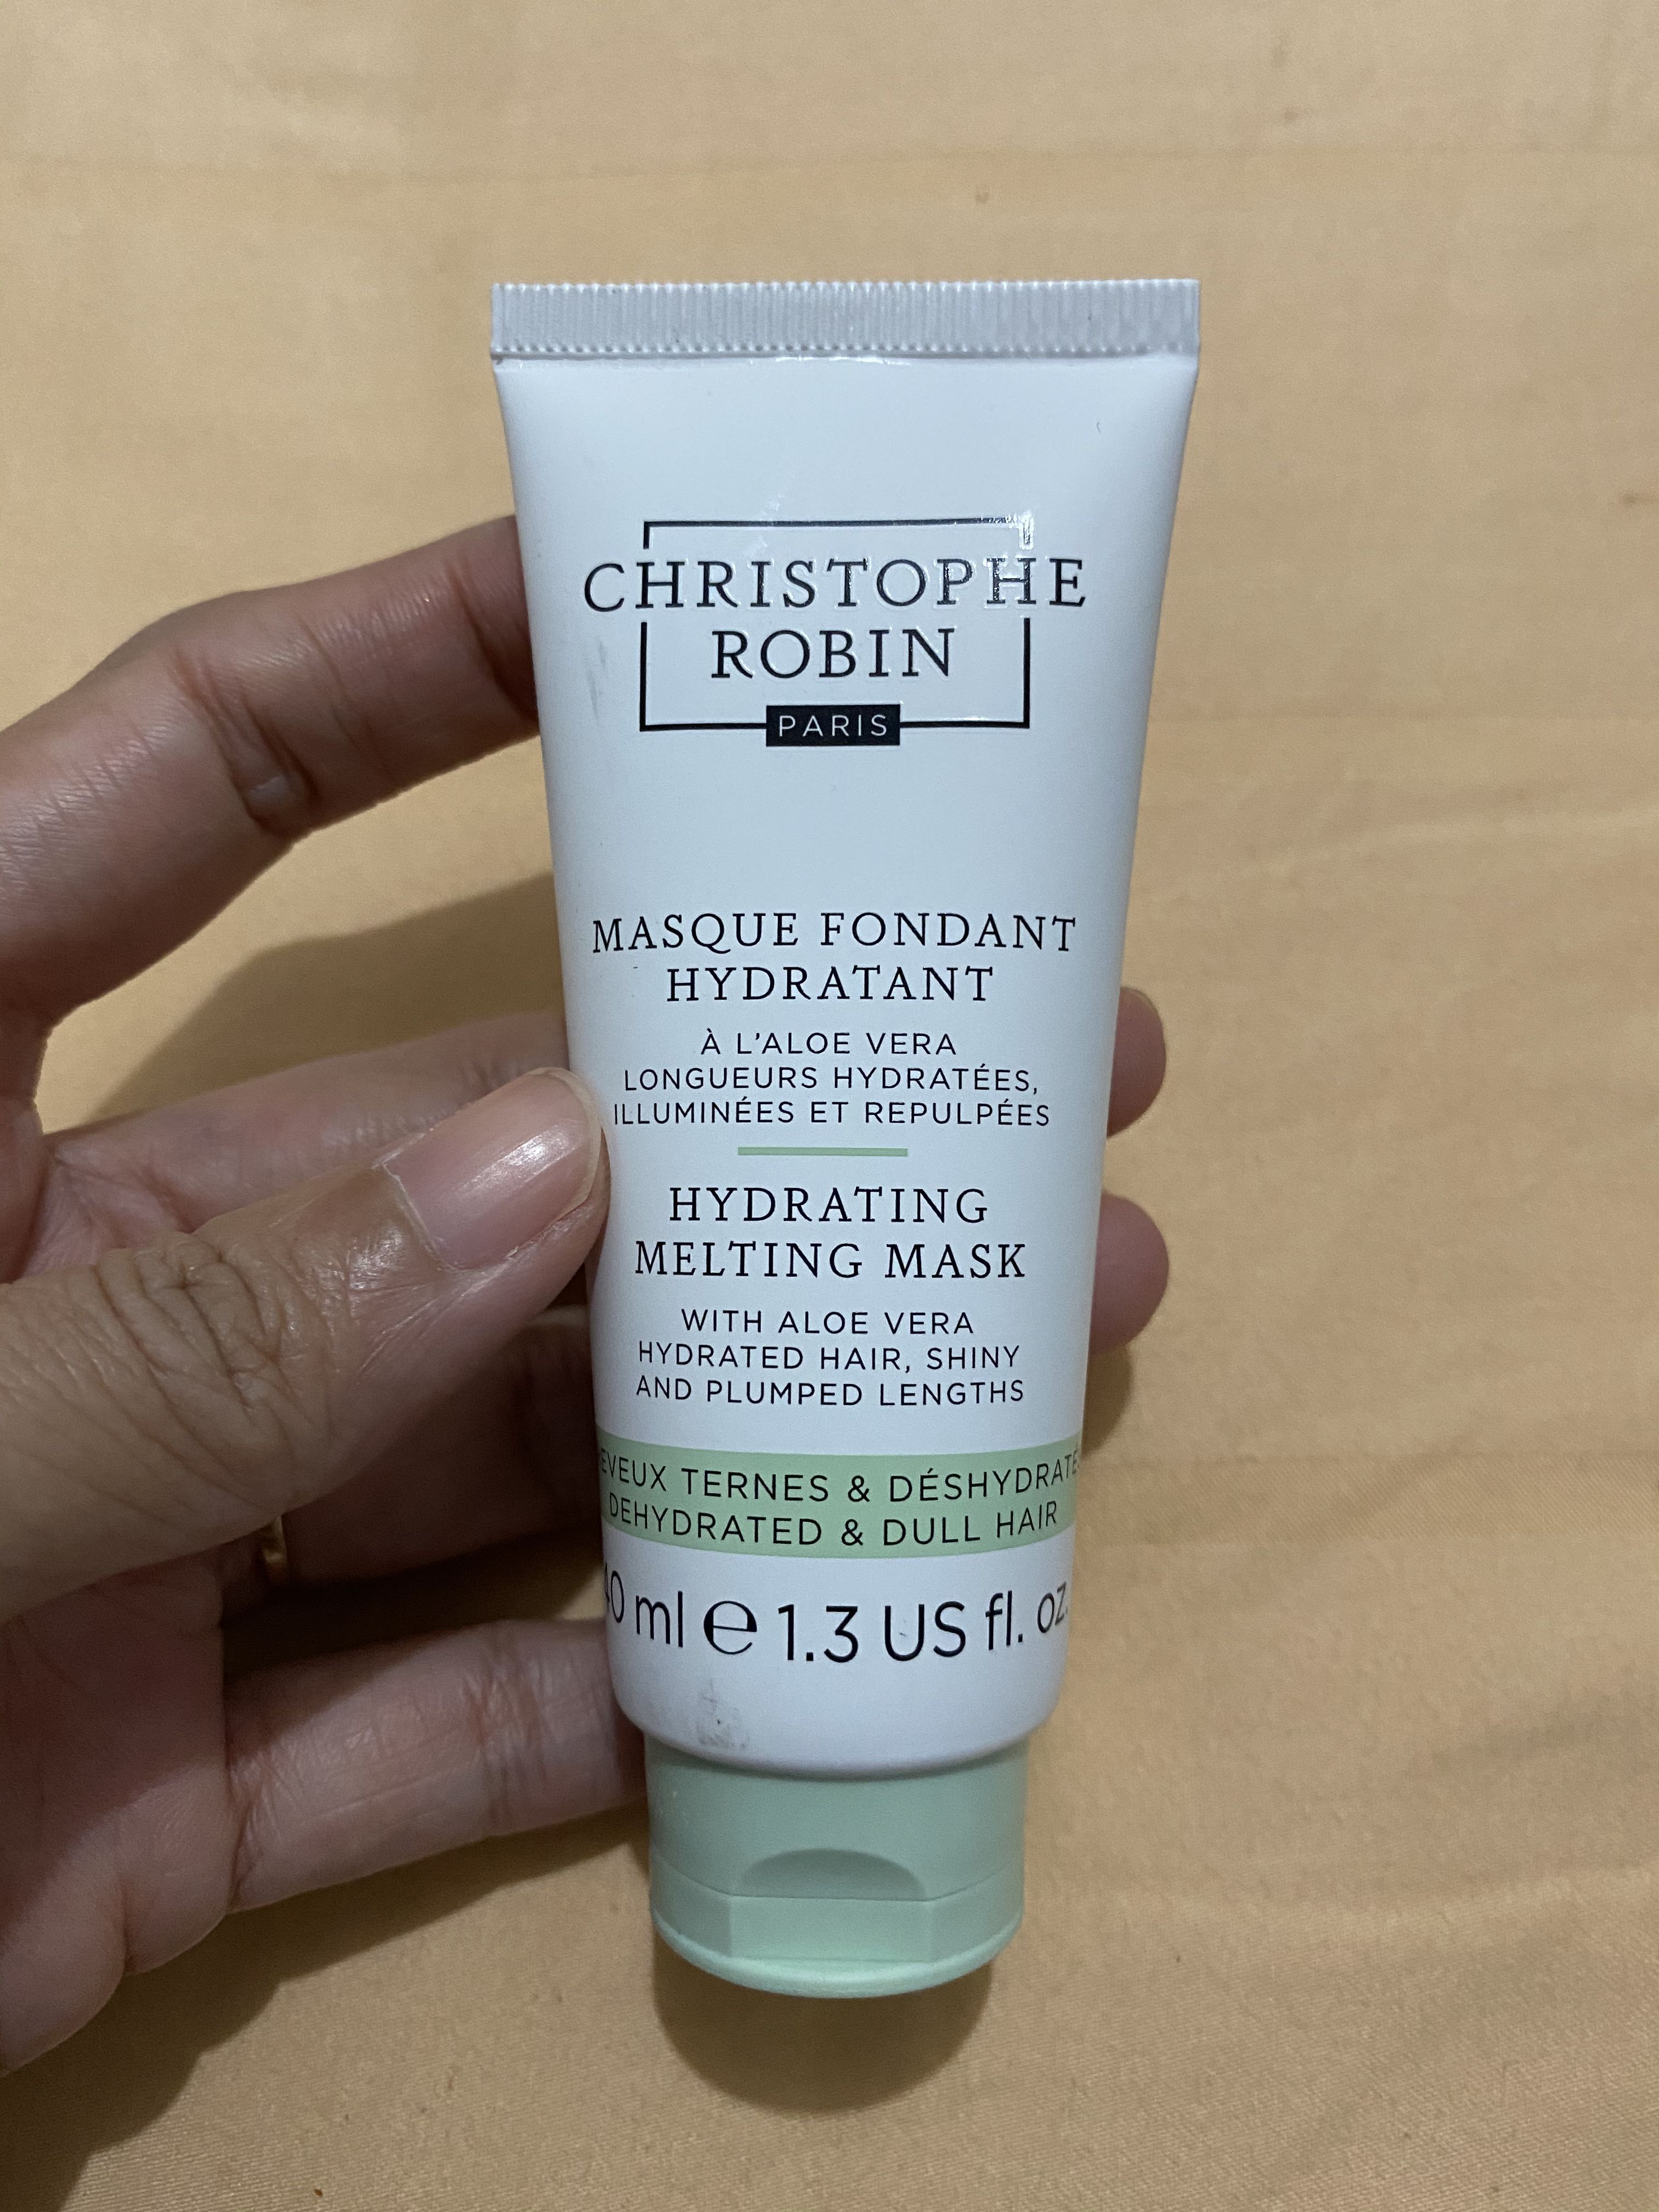 CHRISTOPHE
ROBIN
PARIS
MASQUE FONDANT
HYDRATANT
À L'ALOE VERA
LONGUEURS HYDRATÉES,
ILLUMINÉES ET REPULPÉES
HYDRATING
MELTING MASK
WITH ALOE VERA
HYDRATED HAIR, SHINY
AND PLUMPED LENGTHS
TERNES &
DEHYDRATED & DULL HAIR
ml e 1.3 US fl. oz.